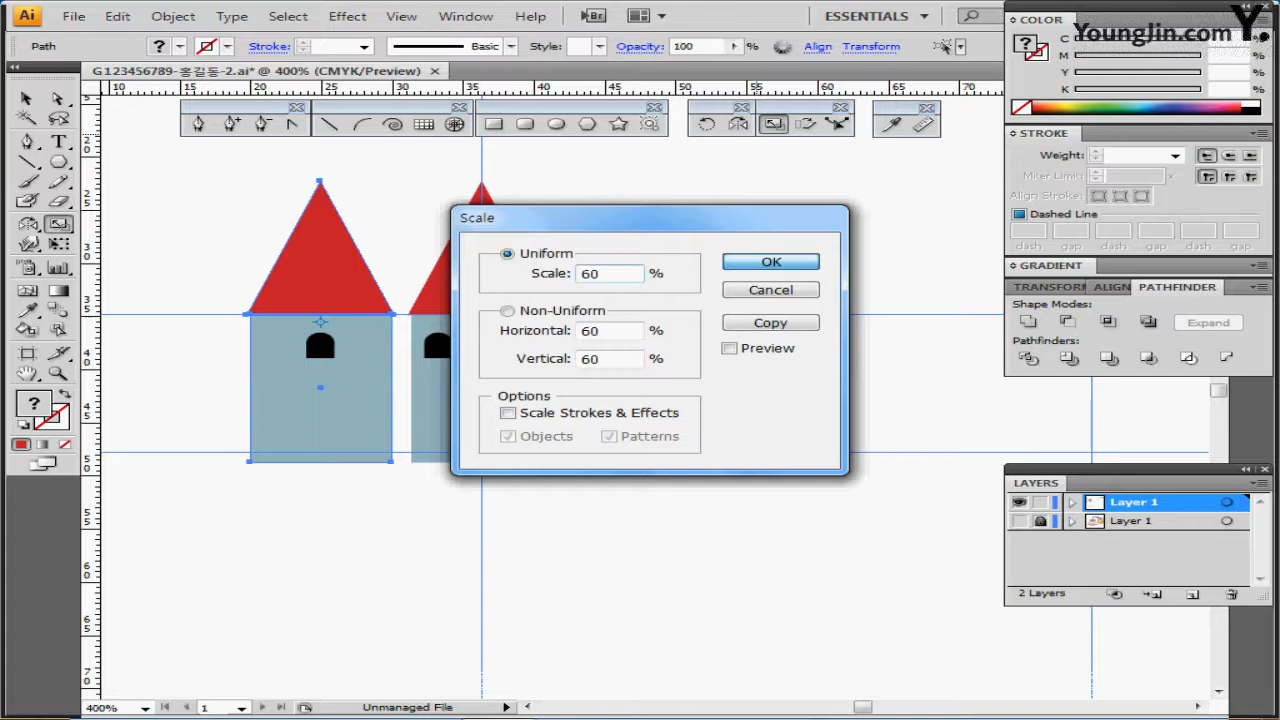 Ai File Edit Object Type Select Effect View Window Help Br ESSENTIALS
Path ? Stroke: Basic Style: Opacity: 100 % Align Transform
G123456789-홍길동-2.ai* @ 400% (CMYK/Preview)
10 15 20 25 30 35 40 45 50 55 60 65 70
COLOR
Younglin.com Y.
C %
M %
Y %
K %
STROKE
Weight:
Miter Limit: x
Align Stroke:
Dashed Line
dash gap dash gap dash gap
GRADIENT
TRANSFORM ALIGN PATHFINDER
Shape Modes:
Expand
Pathfinders:
Scale
Uniform
Scale: 60 %
Non-Uniform
Horizontal: 60 %
Vertical: 60 %
Options
Scale Strokes & Effects
Objects Patterns
OK
Cancel
Copy
Preview
LAYERS
Layer 1
Layer 1
2 Layers
400% 1 Unmanaged File